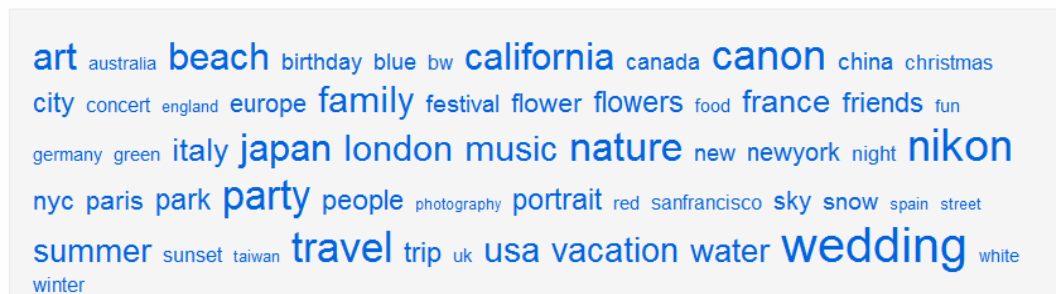 art australia beach birthday blue bw california canada canon china christmas
city concert england europe family festival flower flowers food france friends fun
germany green italy japan london music nature new newyork night nikon
nyc paris park party people photography portrait red sanfrancisco sky snow spain street
summer sunset taiwan travel trip uk usa vacation water wedding white
winter